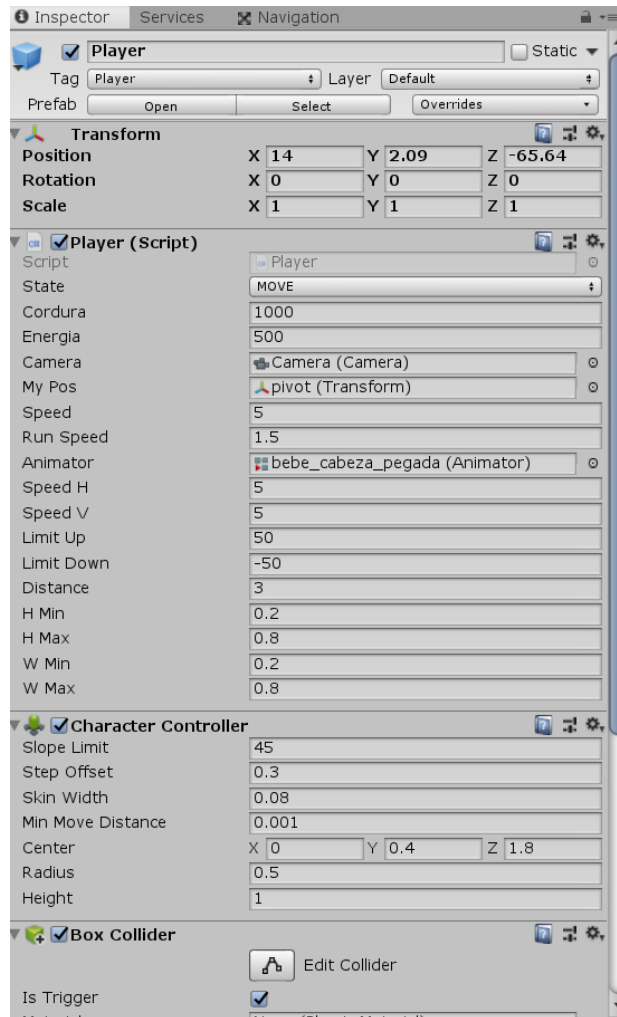 Inspector Services Navigation
Player Static
Tag Player Layer Default
Prefab Open Select Overrides
Transform
Position X 14 Y 2.09 Z -65.64
Rotation X 0 Y 0 Z 0
Scale X 1 Y 1 Z 1
Player (Script)
Script Player
State MOVE
Cordura 1000
Energia 500
Camera Camera (Camera)
My Pos pivot (Transform)
Speed 5
Run Speed 1.5
Animator bebe_cabeza_pegada (Animator)
Speed H 5
Speed V 5
Limit Up 50
Limit Down -50
Distance 3
H Min 0.2
H Max 0.8
W Min 0.2
W Max 0.8
Character Controller
Slope Limit 45
Step Offset 0.3
Skin Width 0.08
Min Move Distance 0.001
Center X 0 Y 0.4 Z 1.8
Radius 0.5
Height 1
Box Collider
Edit Collider
Is Trigger